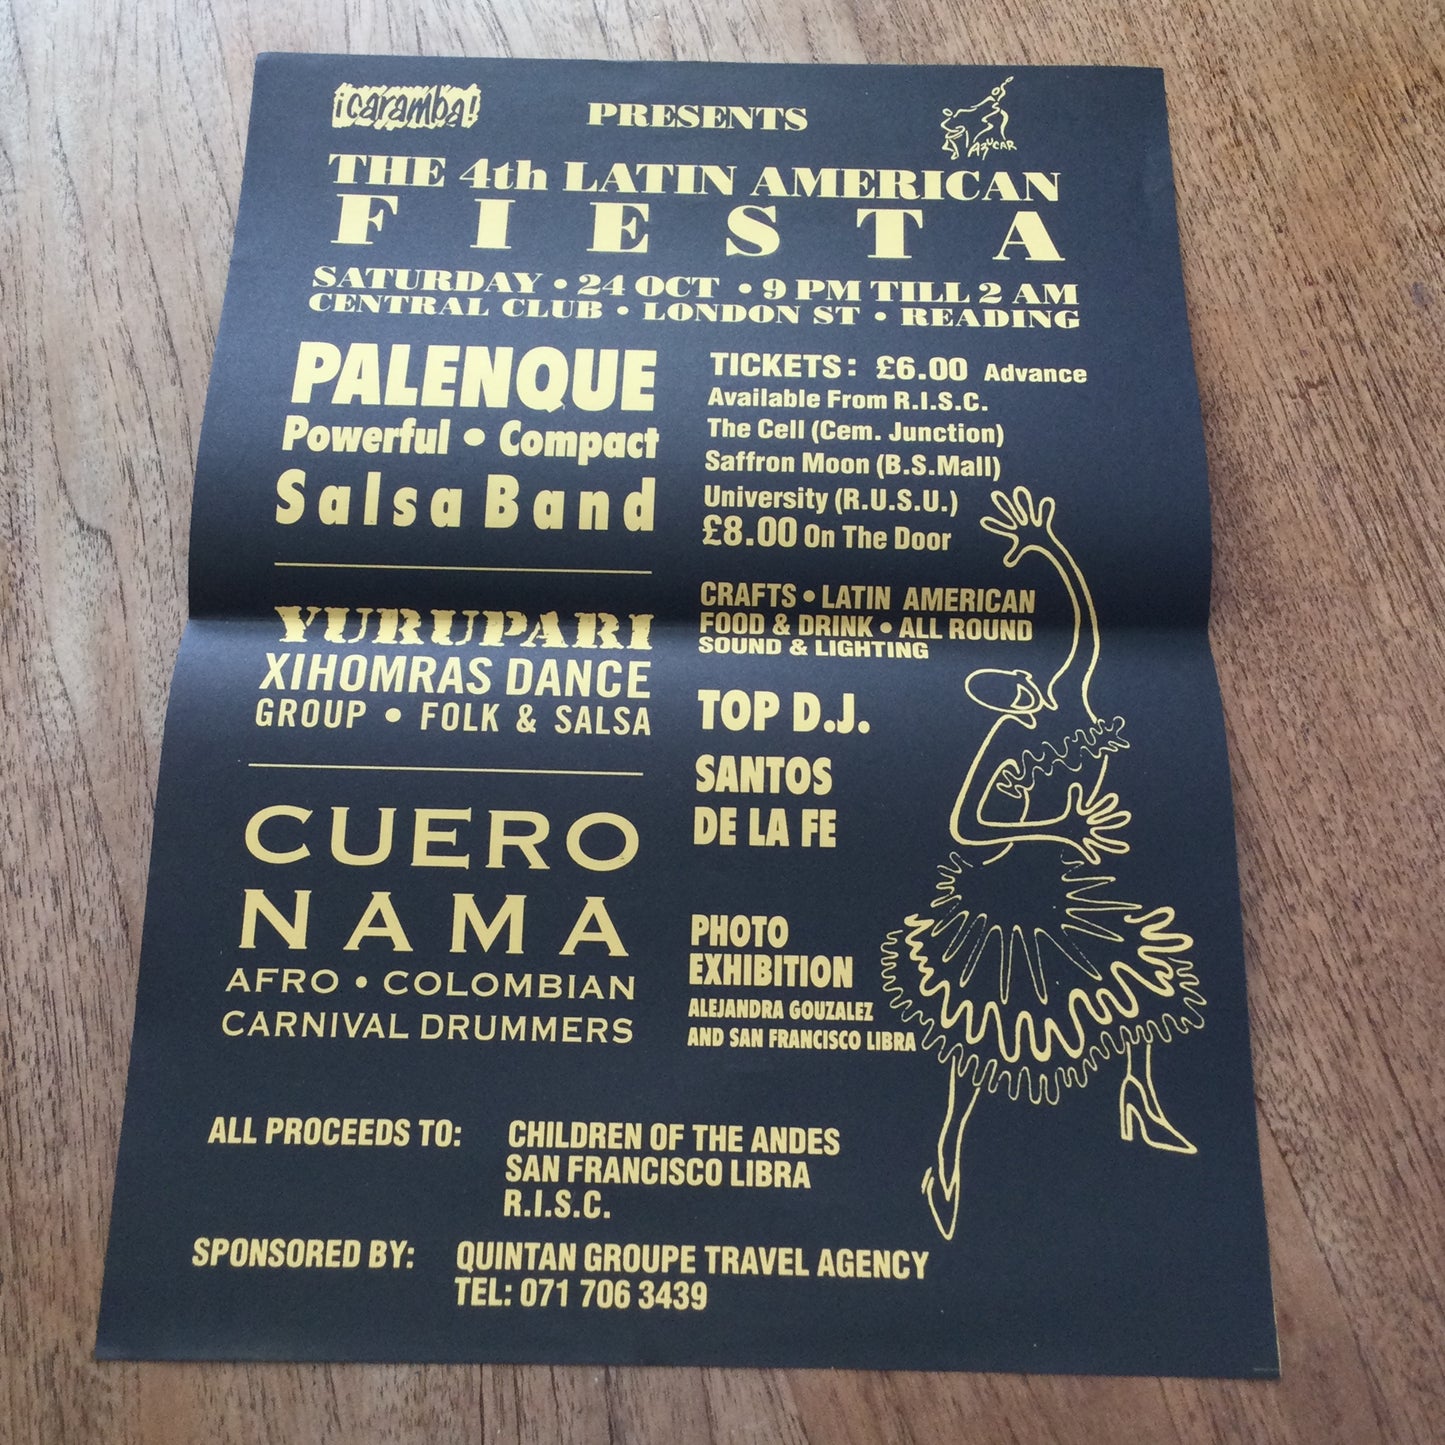 ¡caramba!
PRESENTS
AZUCAR
THE 4th LATIN AMERICAN
FIESTA
SATURDAY • 24 OCT • 9 PM TILL 2 AM
CENTRAL CLUB • LONDON ST • READING
PALENQUE
Powerful • Compact
Salsa Band
YURUPARI
XIHOMRAS DANCE
GROUP • FOLK & SALSA
CUERO
NAMA
AFRO • COLOMBIAN
CARNIVAL DRUMMERS
TICKETS: £6.00 Advance
Available From R.I.S.C.
The Cell (Cem. Junction)
Saffron Moon (B.S.Mall)
University (R.U.S.U.)
£8.00 On The Door
CRAFTS • LATIN AMERICAN
FOOD & DRINK • ALL ROUND
SOUND & LIGHTING
TOP D.J.
SANTOS
DE LA FE
PHOTO
EXHIBITION
ALEJANDRA GOUZALEZ
AND SAN FRANCISCO LIBRA
ALL PROCEEDS TO: CHILDREN OF THE ANDES
SAN FRANCISCO LIBRA
R.I.S.C.
SPONSORED BY: QUINTAN GROUPE TRAVEL AGENCY
TEL: 071 706 3439